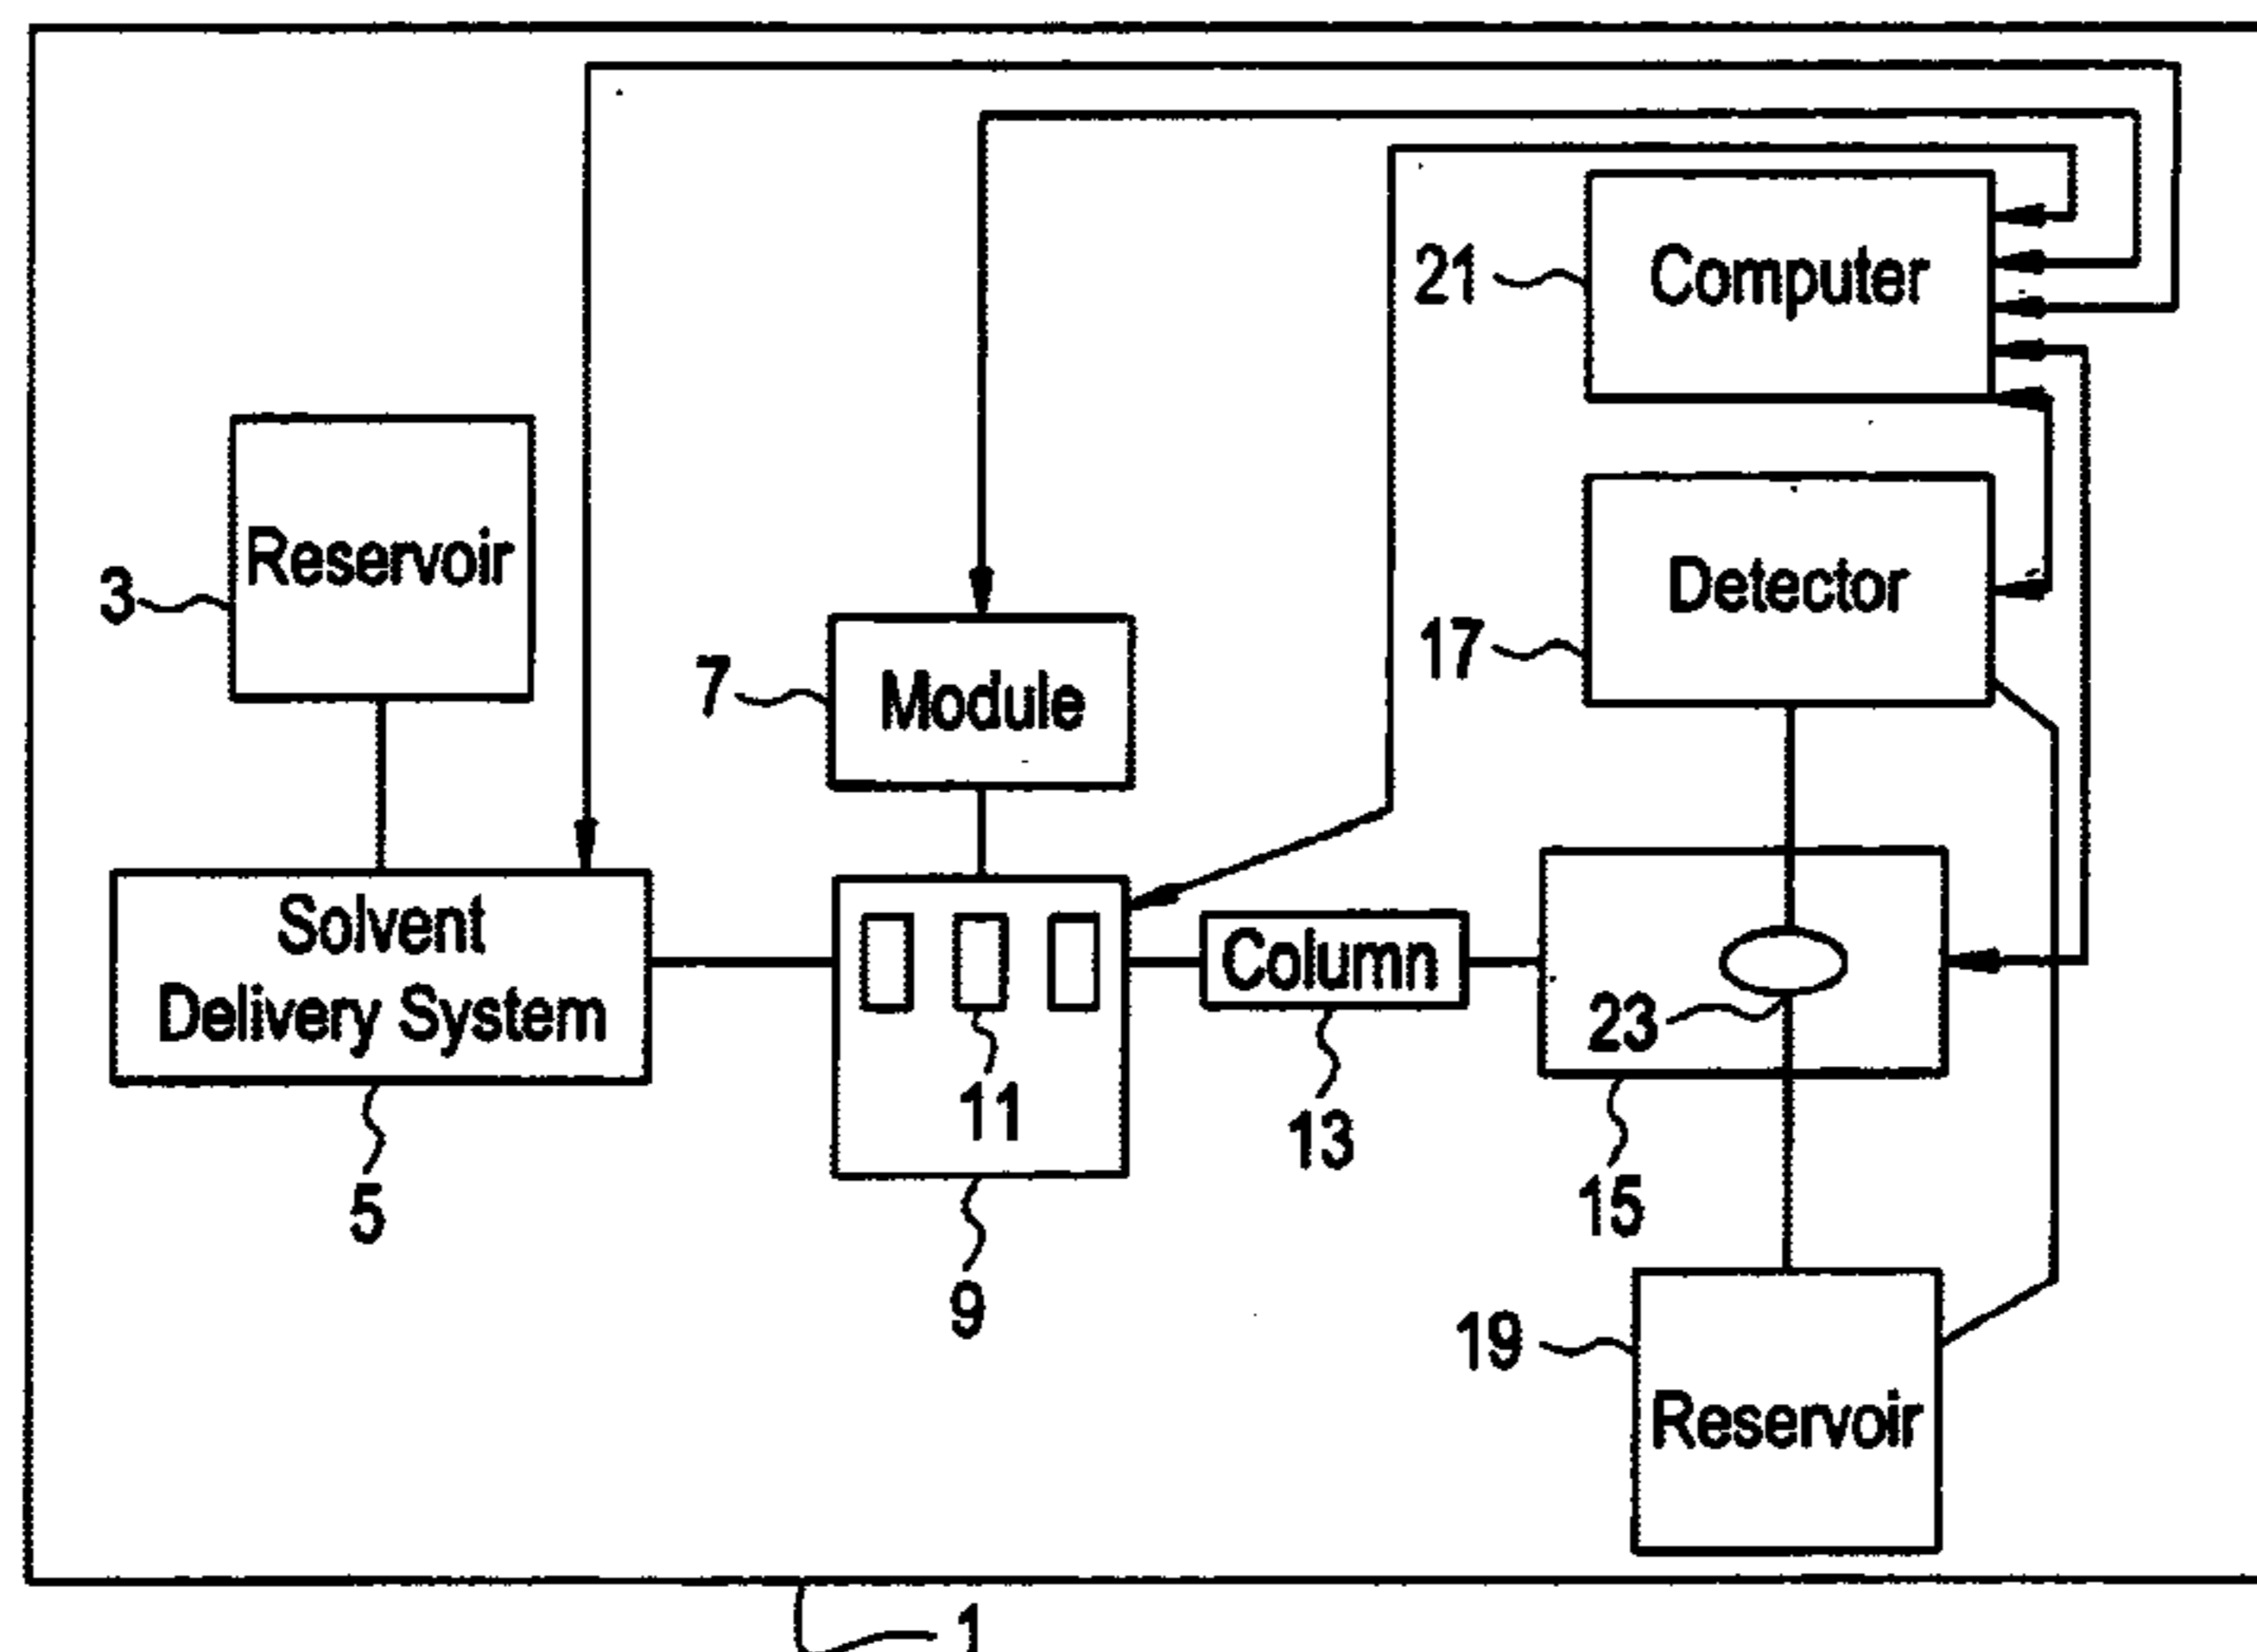 21
Computer
3
Reservoir
17
Detector
7
Module
Solvent
Delivery System
Column
23
11
13
15
5
9
19
Reservoir
1